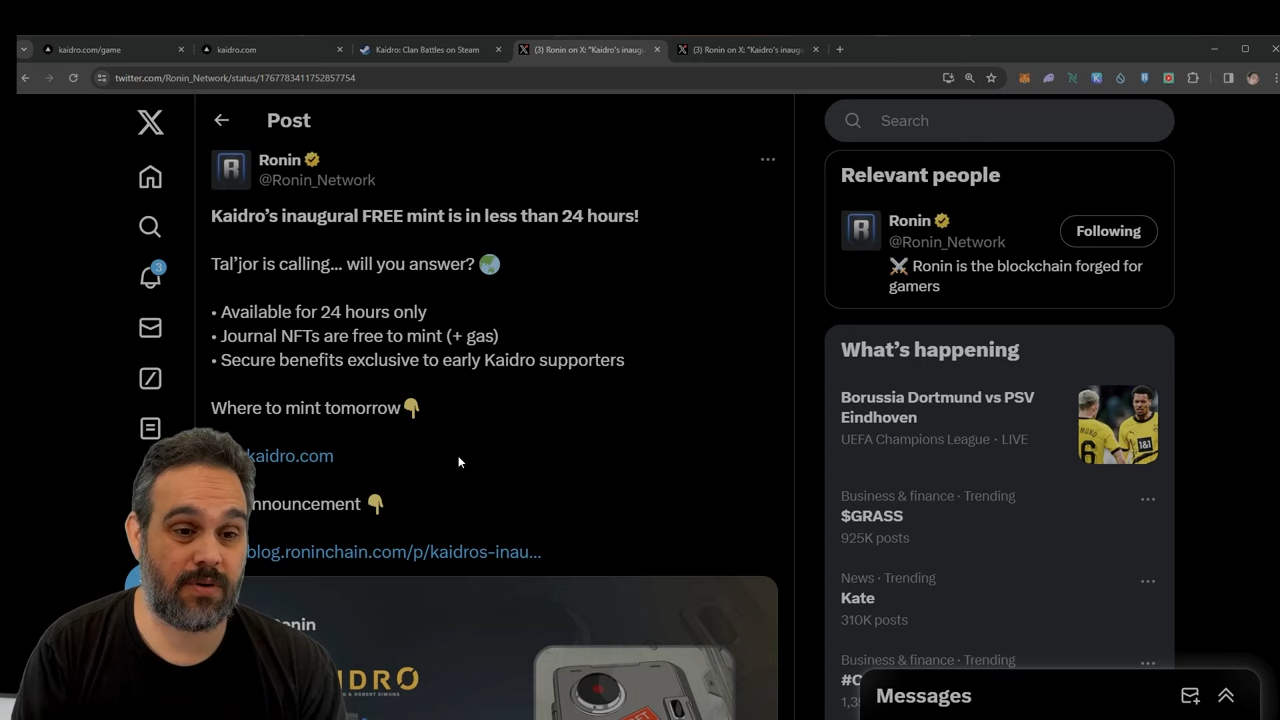 kaidro.com/game
kaidro.com
Kaidro: Clan Battles on Steam
(3) Ronin on X: "Kaidro's inaug
(3) Ronin on X: "Kaidro's inaug
twitter.com/Ronin_Network/status/1767783411752857754
Post
Ronin
@Ronin_Network
Kaidro's inaugural FREE mint is in less than 24 hours!
Tal'jor is calling... will you answer?
• Available for 24 hours only
• Journal NFTs are free to mint (+ gas)
• Secure benefits exclusive to early Kaidro supporters
Where to mint tomorrow
kaidro.com
nnouncement
blog.roninchain.com/p/kaidros-inau...
onin
IDRO
& ROBERT SIMONS
3
Search
Relevant people
Ronin
@Ronin_Network
Following
Ronin is the blockchain forged for
gamers
What's happening
Borussia Dortmund vs PSV
Eindhoven
UEFA Champions League · LIVE
Business & finance · Trending
$GRASS
925K posts
News · Trending
Kate
310K posts
Business & finance · Trending
#C
1,3
Messages